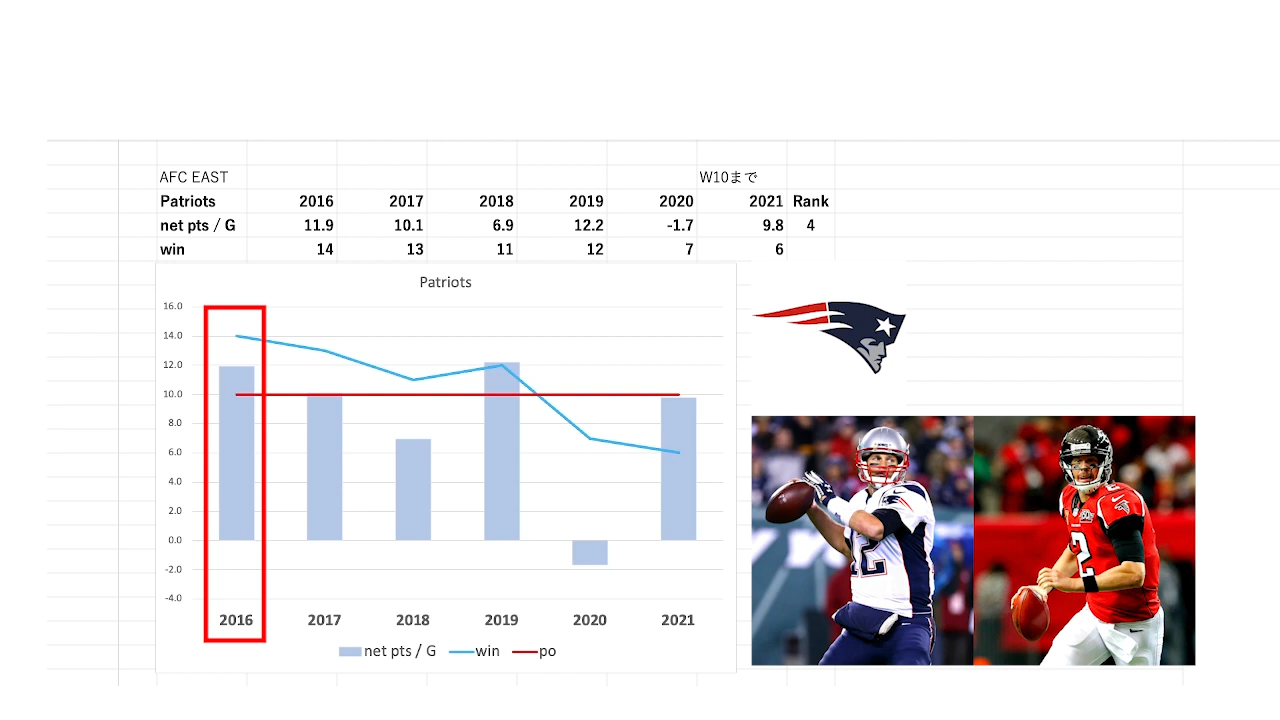 AFC EAST W10まで
Patriots 2016 2017 2018 2019 2020 2021 Rank
net pts / G 11.9 10.1 6.9 12.2 -1.7 9.8 4
win 14 13 11 12 7 6
Patriots
16.0
14.0
12.0
10.0
8.0
6.0
4.0
2.0
0.0
-2.0
-4.0
2016 2017 2018 2019 2020 2021
net pts / G win po
12
2